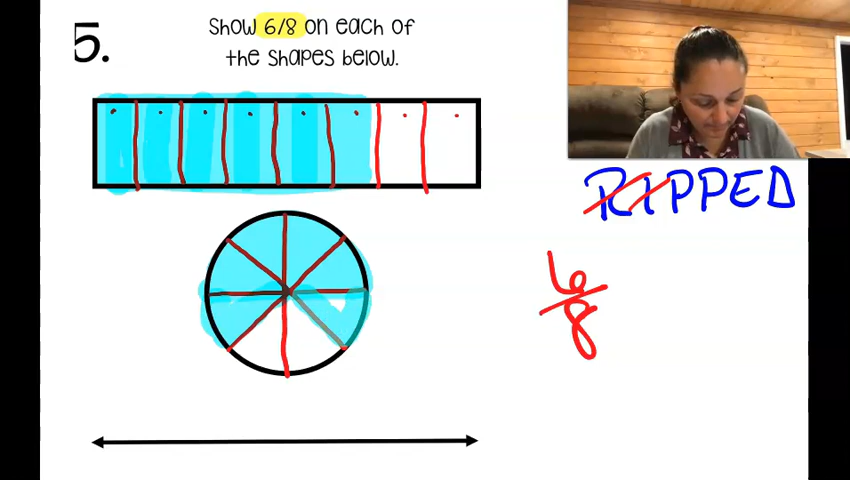 5.
Show 6/8 on each of
the shapes below.
RIPPED
6
8